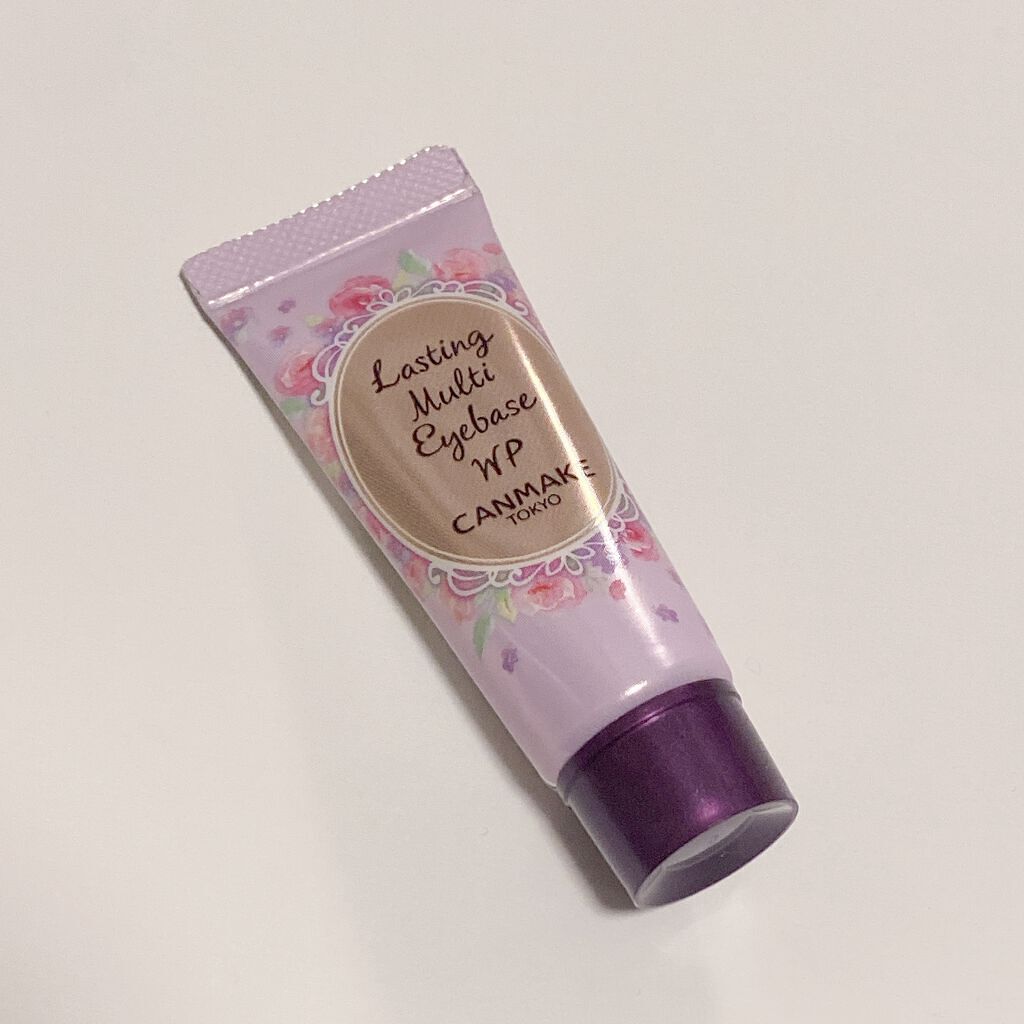 Lasting
Multi
Eyebase
WP
CANMAKE
TOKYO